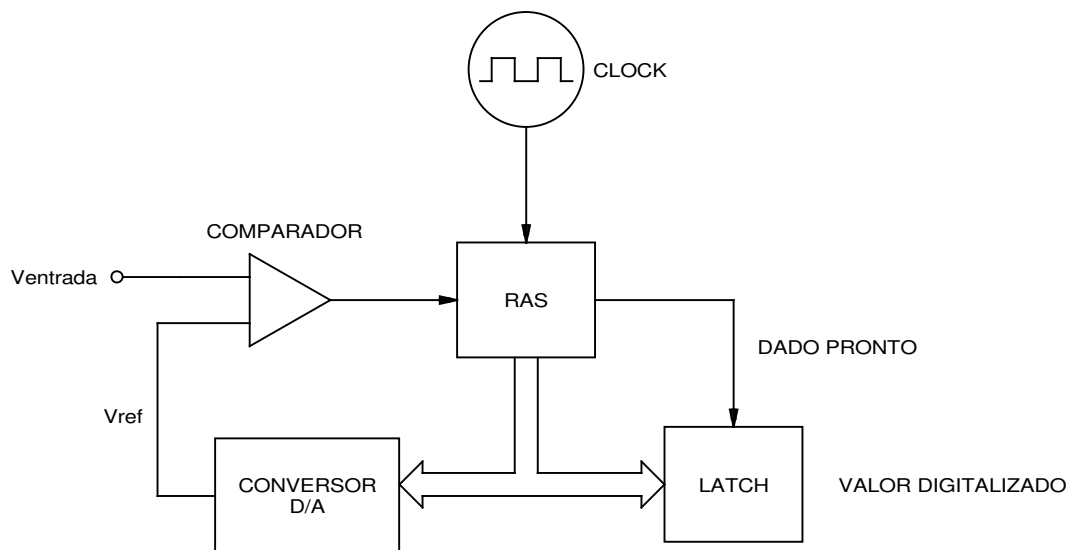 CLOCK
COMPARADOR
Ventrada
RAS
DADO PRONTO
Vref
CONVERSOR
D/A
LATCH
VALOR DIGITALIZADO